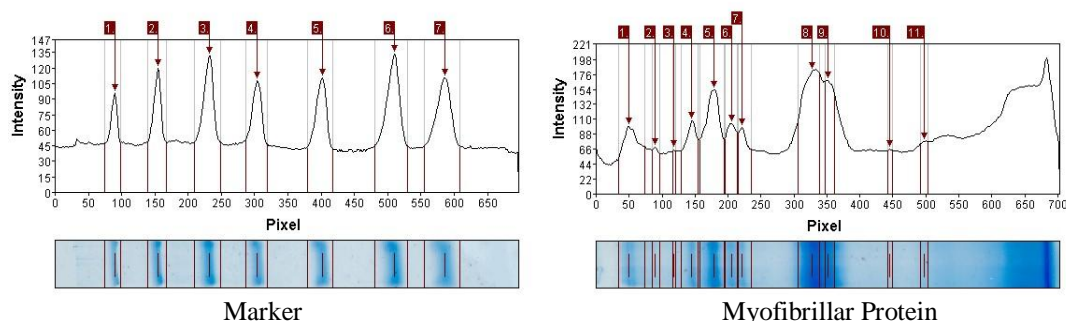 1. 2. 3. 4. 5. 6. 7.
147
135
120
105
90
75
60
45
30
15
0
Intensity
0 50 100 150 200 250 300 350 400 450 500 550 600 650
Pixel
Marker
7.
1. 2. 3. 4. 5. 6. 8. 9. 10. 11.
221
198
176
154
132
110
88
66
44
22
0
Intensity
0 50 100 150 200 250 300 350 400 450 500 550 600 650 700
Pixel
Myofibrillar Protein